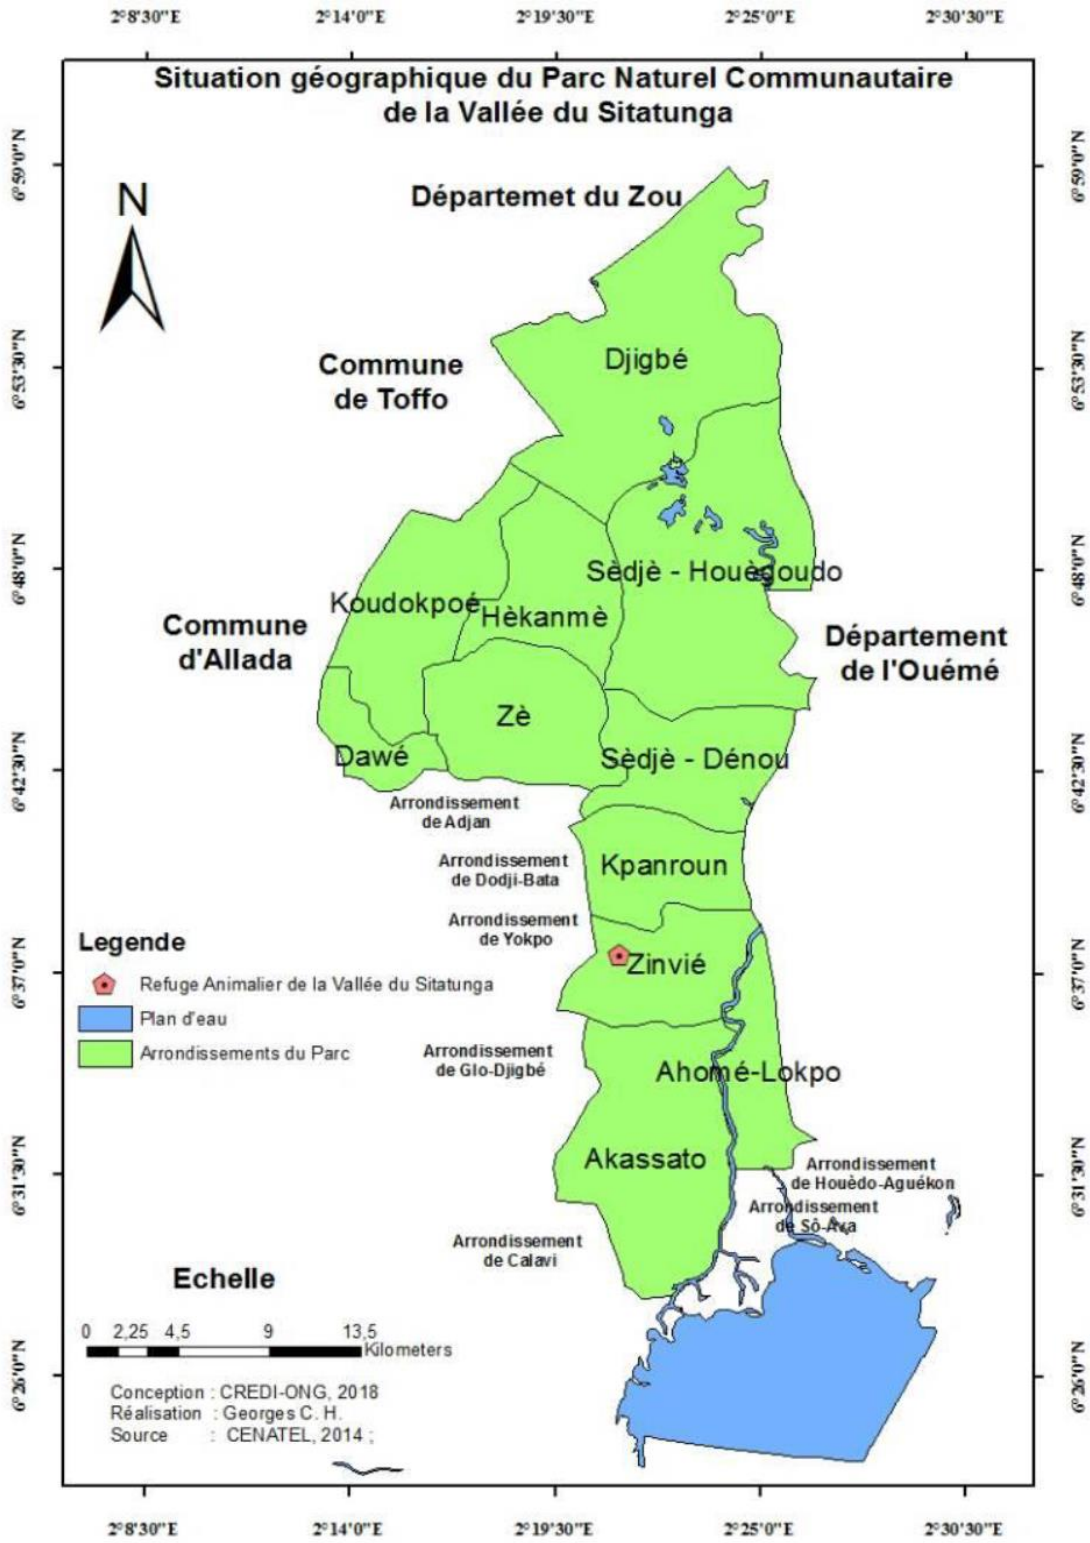 2°8'30"E 2°14'0"E 2°19'30"E 2°25'0"E 2°30'30"E
Situation géographique du Parc Naturel Communautaire
de la Vallée du Sitatunga
6°59'0"N 6°59'0"N
Départemet du Zou
N
Djigbé
Commune
de Toffo
6°53'30"N 6°53'30"N
6°48'0"N 6°48'0"N
Sèdjè - Houègoudo
Koudokpoé
Hèkanmè
Commune
d'Allada
Département
de l'Ouémé
Zè
Dawé
Sèdjè - Dénou
6°42'30"N 6°42'30"N
Arrondissement
de Adjan
Arrondissement
de Dodji-Bata
Kpanroun
Arrondissement
de Yokpo
Zinvié
6°37'0"N 6°37'0"N
Legende
Refuge Animalier de la Vallée du Sitatunga
Plan d'eau
Arrondissements du Parc
Arrondissement
de Glo-Djigbé
Ahomé-Lokpo
Akassato
6°31'30"N 6°31'30"N
Arrondissement
de Houèdo-Aguékon
Arrondissement
de Sô-Ava
Arrondissement
de Calavi
Echelle
0 2,25 4,5 9 13,5
Kilometers
6°26'0"N 6°26'0"N
Conception : CREDI-ONG, 2018
Réalisation : Georges C. H.
Source : CENATEL, 2014 ;
2°8'30"E 2°14'0"E 2°19'30"E 2°25'0"E 2°30'30"E